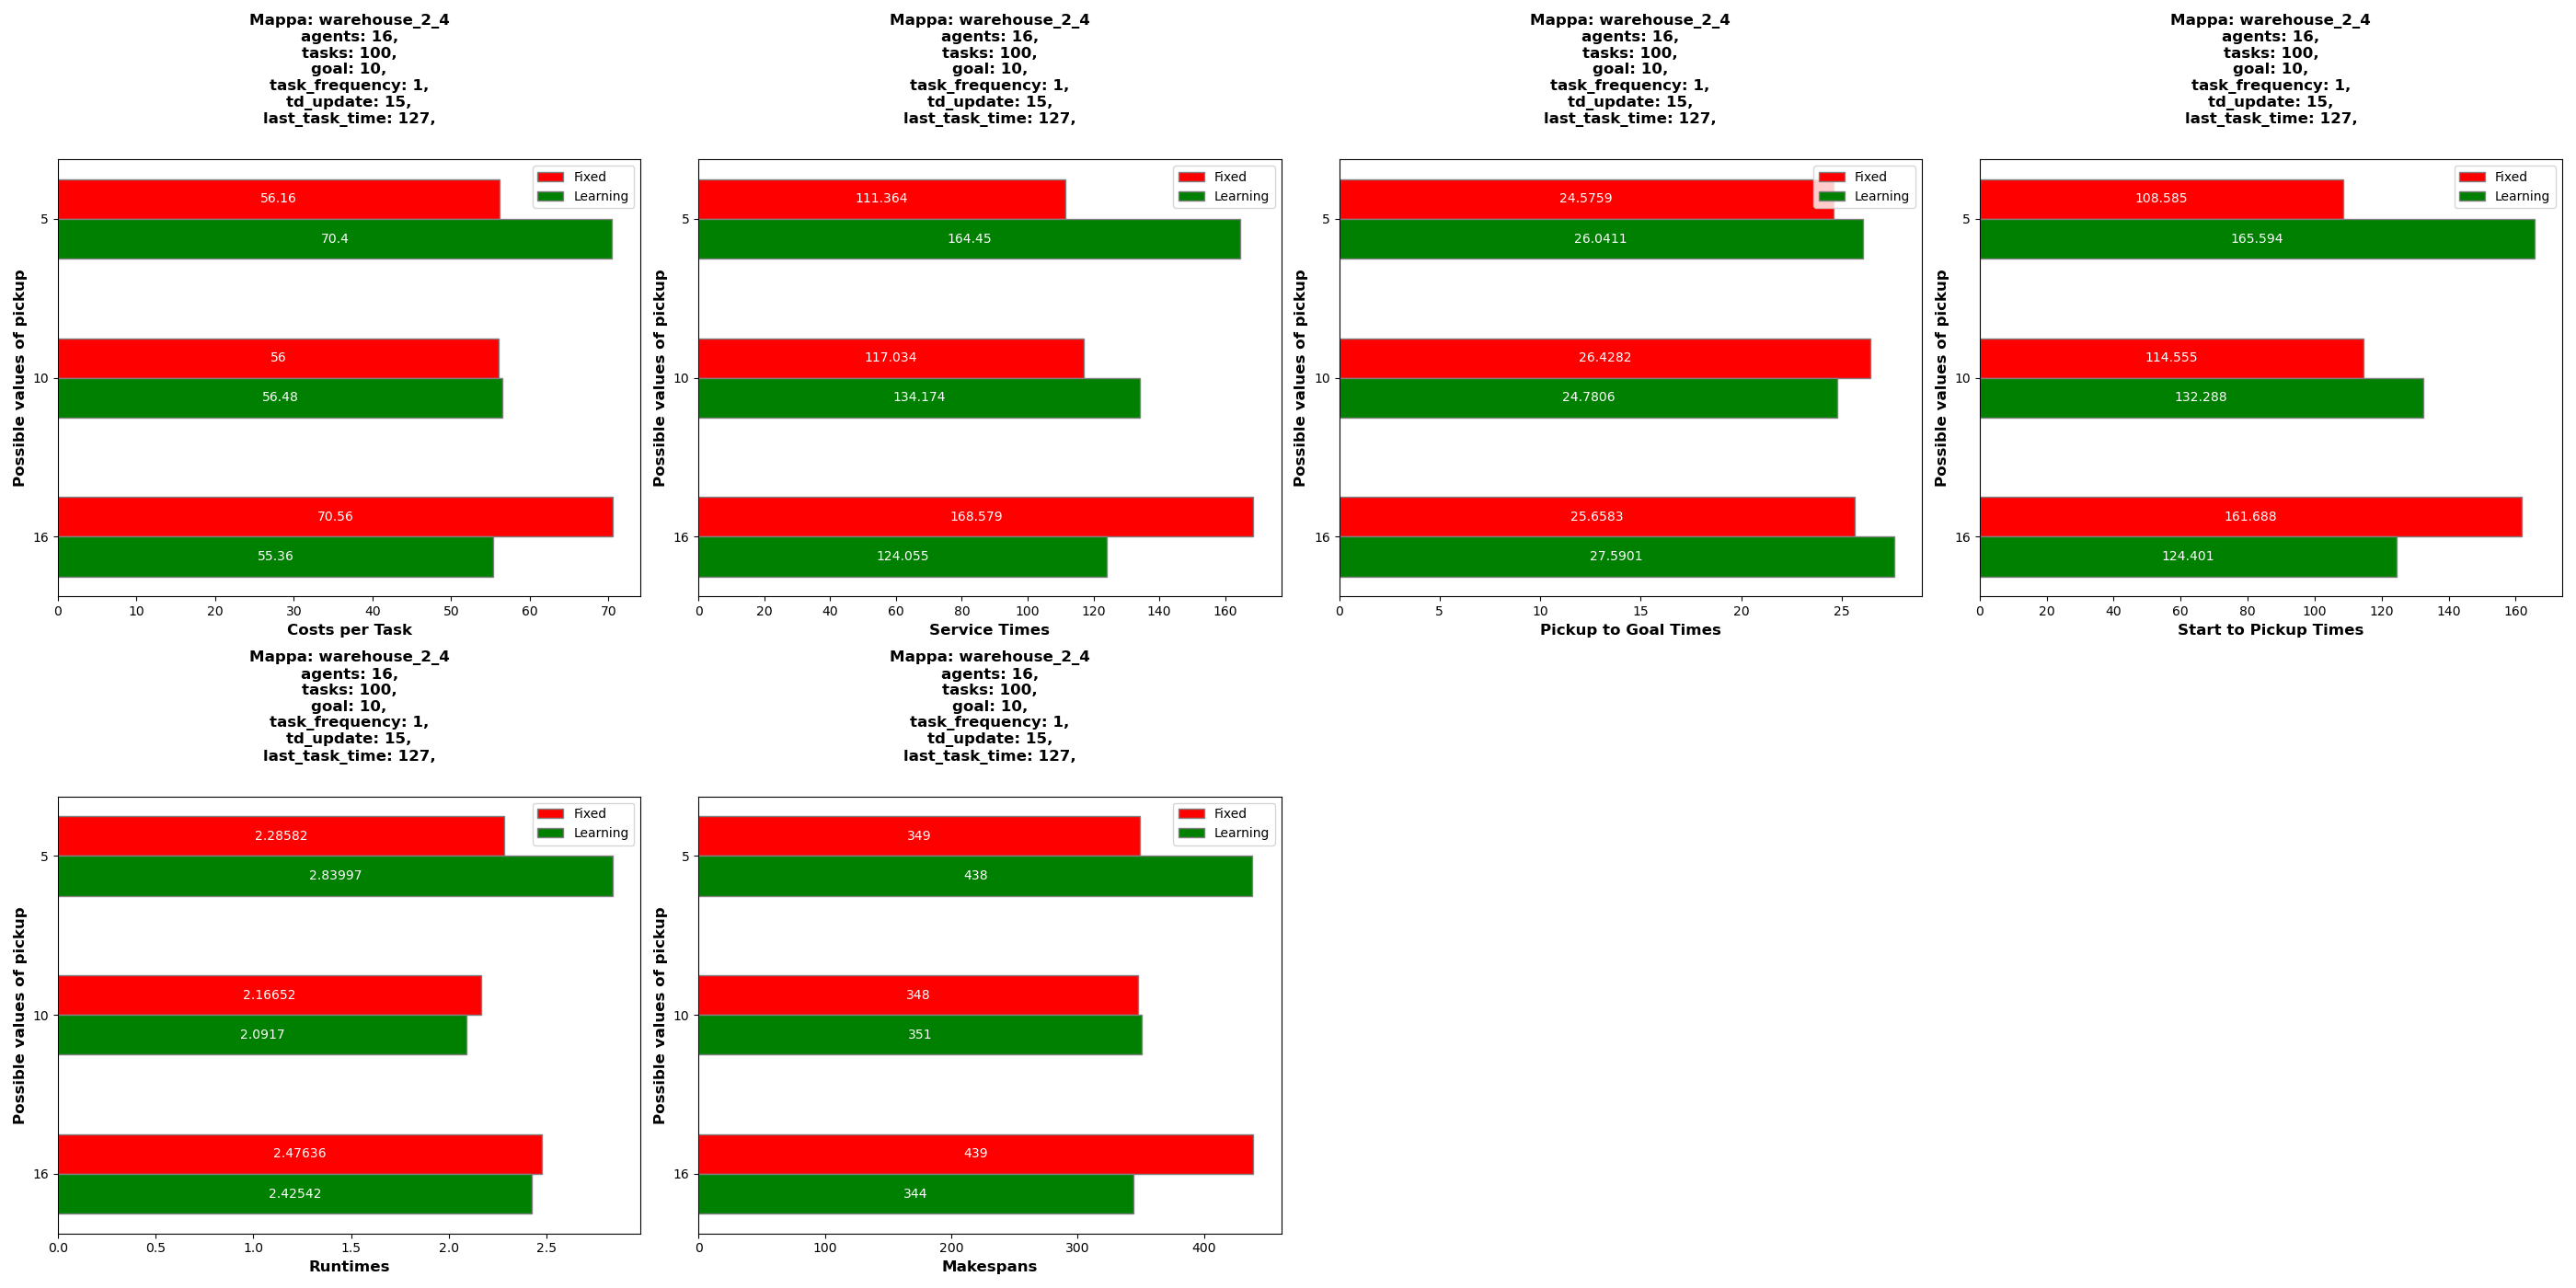 Mappa: warehouse_2_4
agents: 16,
tasks: 100,
goal: 10,
task_frequency: 1,
td_update: 15,
last_task_time: 127,
Fixed
Learning
Possible values of pickup
5
10
16
56.16
70.4
56
56.48
70.56
55.36
0 10 20 30 40 50 60 70
Costs per Task
Mappa: warehouse_2_4
agents: 16,
tasks: 100,
goal: 10,
task_frequency: 1,
td_update: 15,
last_task_time: 127,
Fixed
Learning
Possible values of pickup
5
10
16
111.364
164.45
117.034
134.174
168.579
124.055
0 20 40 60 80 100 120 140 160
Service Times
Mappa: warehouse_2_4
agents: 16,
tasks: 100,
goal: 10,
task_frequency: 1,
td_update: 15,
last_task_time: 127,
Fixed
Learning
Possible values of pickup
5
10
16
24.5759
26.0411
26.4282
24.7806
25.6583
27.5901
0 5 10 15 20 25
Pickup to Goal Times
Mappa: warehouse_2_4
agents: 16,
tasks: 100,
goal: 10,
task_frequency: 1,
td_update: 15,
last_task_time: 127,
Fixed
Learning
Possible values of pickup
5
10
16
108.585
165.594
114.555
132.288
161.688
124.401
0 20 40 60 80 100 120 140 160
Start to Pickup Times
Mappa: warehouse_2_4
agents: 16,
tasks: 100,
goal: 10,
task_frequency: 1,
td_update: 15,
last_task_time: 127,
Fixed
Learning
Possible values of pickup
5
10
16
2.28582
2.83997
2.16652
2.0917
2.47636
2.42542
0.0 0.5 1.0 1.5 2.0 2.5
Runtimes
Mappa: warehouse_2_4
agents: 16,
tasks: 100,
goal: 10,
task_frequency: 1,
td_update: 15,
last_task_time: 127,
Fixed
Learning
Possible values of pickup
5
10
16
349
438
348
351
439
344
0 100 200 300 400
Makespans